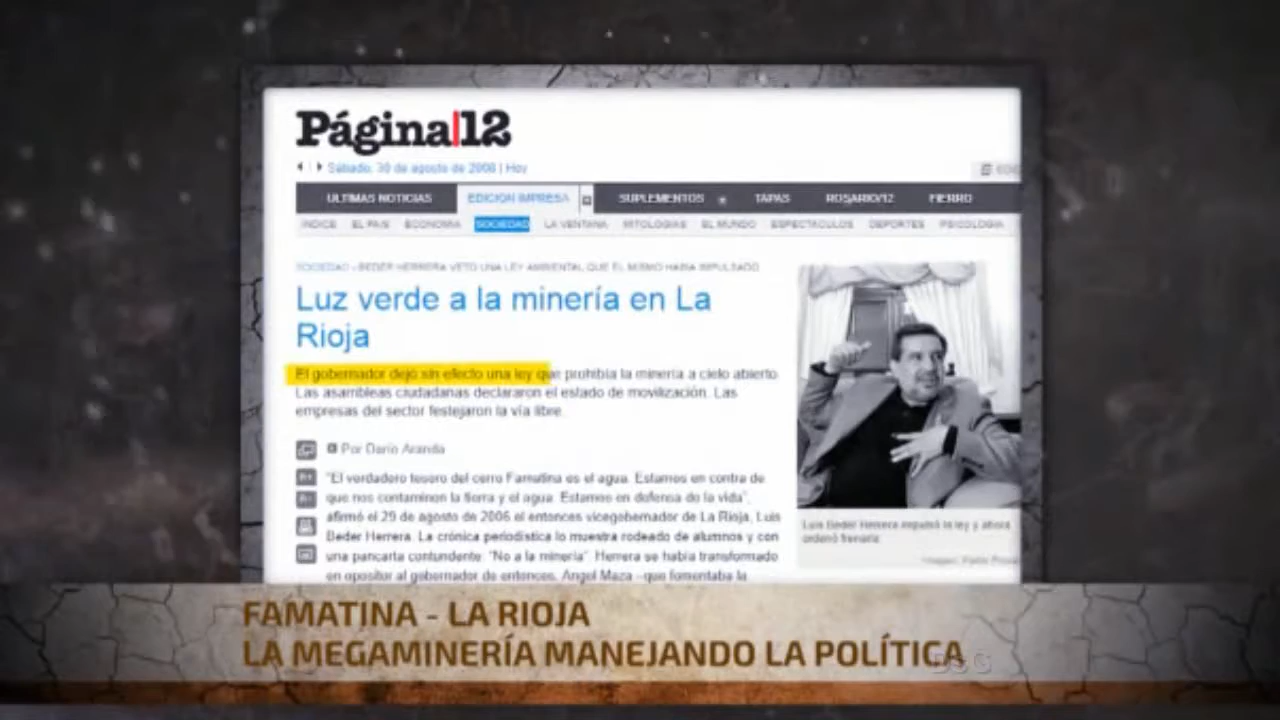 Página|12
Sábado, 30 de agosto de 2008 | Hoy
ULTIMAS NOTICIAS EDICION IMPRESA SUPLEMENTOS TAPAS ROSARIO/12 FIERRO
INDICE EL PAIS ECONOMIA SOCIEDAD LA VENTANA PSICOLOGIA EL MUNDO ESPECTACULOS DEPORTES PSICOLOGIA
SOCIEDAD › BEDER HERRERA VETO UNA LEY AMBIENTAL QUE EL MISMO HABIA IMPULSADO
Luz verde a la minería en La
Rioja
El gobernador dejó sin efecto una ley que prohibía la minería a cielo abierto.
Las asambleas ciudadanas declararon el estado de movilización. Las
empresas del sector festejaron la vía libre.
Por Darío Aranda
"El verdadero tesoro del cerro Famatina es el agua. Estamos en contra de
que nos contaminen la tierra y el agua. Estamos en defensa de la vida",
afirmó el 29 de agosto de 2006 el entonces vicegobernador de La Rioja, Luis
Beder Herrera. La crónica periodística lo muestra rodeado de alumnos y con
una pancarta contundente: "No a la minería". Herrera se había transformado
en opositor al gobernador de entonces, Angel Maza –que fomentaba la
Luis Beder Herrera impulsó la ley y ahora
ordenó frenarla
FAMATINA - LA RIOJA
LA MEGAMINERÍA MANEJANDO LA POLÍTICA